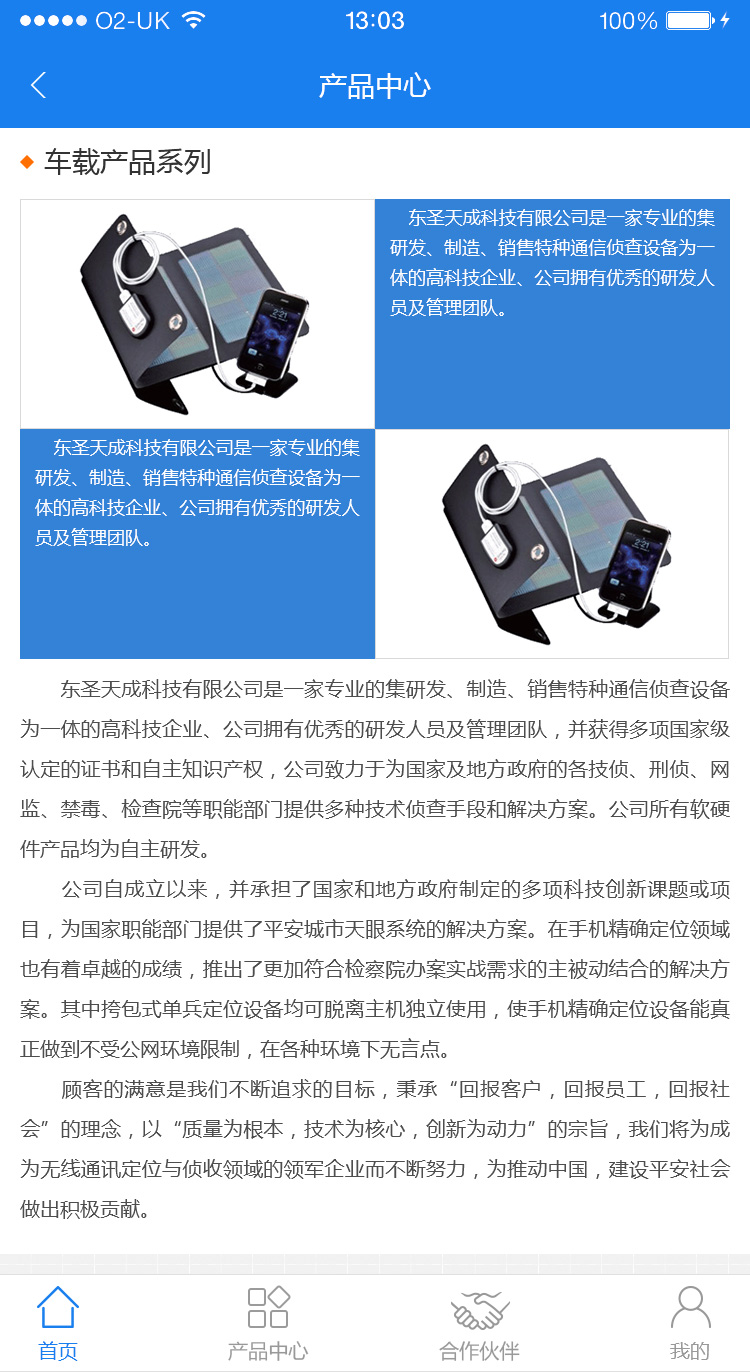 O2-UK 13:03 100%
产品中心
车载产品系列
东圣天成科技有限公司是一家专业的集
研发、制造、销售特种通信侦查设备为一
体的高科技企业、公司拥有优秀的研发人
员及管理团队。
东圣天成科技有限公司是一家专业的集
研发、制造、销售特种通信侦查设备为一
体的高科技企业、公司拥有优秀的研发人
员及管理团队。
东圣天成科技有限公司是一家专业的集研发、制造、销售特种通信侦查设备
为一体的高科技企业、公司拥有优秀的研发人员及管理团队，并获得多项国家级
认定的证书和自主知识产权，公司致力于为国家及地方政府的各技侦、刑侦、网
监、禁毒、检查院等职能部门提供多种技术侦查手段和解决方案。公司所有软硬
件产品均为自主研发。
公司自成立以来，并承担了国家和地方政府制定的多项科技创新课题或项
目，为国家职能部门提供了平安城市天眼系统的解决方案。在手机精确定位领域
也有着卓越的成绩，推出了更加符合检察院办案实战需求的主被动结合的解决方
案。其中挎包式单兵定位设备均可脱离主机独立使用，使手机精确定位设备能真
正做到不受公网环境限制，在各种环境下无言点。
顾客的满意是我们不断追求的目标，秉承“回报客户，回报员工，回报社
会”的理念，以“质量为根本，技术为核心，创新为动力”的宗旨，我们将为成
为无线通讯定位与侦收领域的领军企业而不断努力，为推动中国，建设平安社会
做出积极贡献。
首页 产品中心 合作伙伴 我的